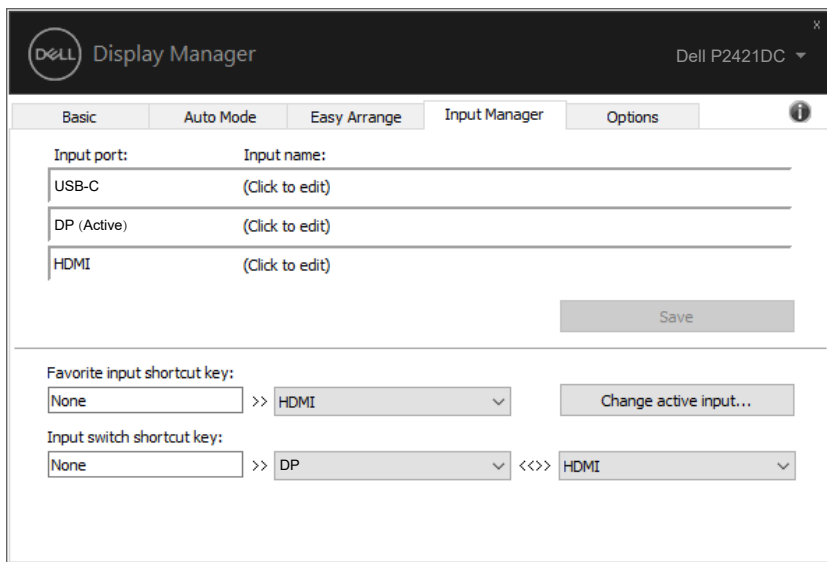 x
DELL Display Manager Dell P2421DC
Basic Auto Mode Easy Arrange Input Manager Options i
Input port: Input name:
USB-C (Click to edit)
DP (Active) (Click to edit)
HDMI (Click to edit)
Save
Favorite input shortcut key:
None >> HDMI Change active input...
Input switch shortcut key:
None >> DP <<>> HDMI